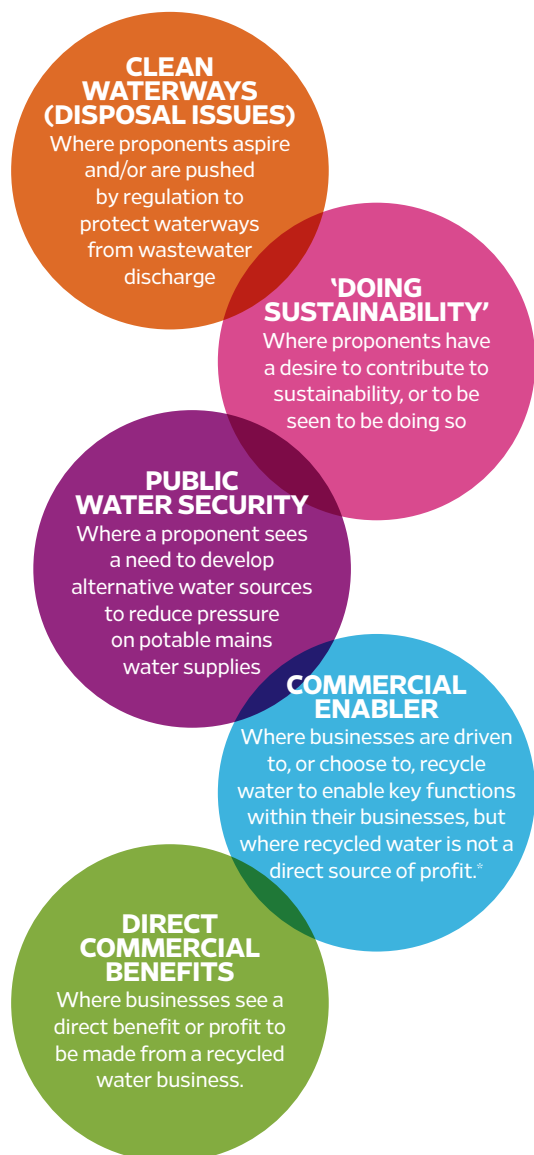 CLEAN
WATERWAYS
(DISPOSAL ISSUES)
Where proponents aspire
and/or are pushed
by regulation to
protect waterways
from wastewater
discharge
‘DOING
SUSTAINABILITY’
Where proponents have
a desire to contribute to
sustainability, or to be
seen to be doing so
PUBLIC
WATER SECURITY
Where a proponent sees
a need to develop
alternative water sources
to reduce pressure
on potable mains
water supplies
COMMERCIAL
ENABLER
Where businesses are driven
to, or choose to, recycle
water to enable key functions
within their businesses, but
where recycled water is not a
direct source of profit.*
DIRECT
COMMERCIAL
BENEFITS
Where businesses see a
direct benefit or profit to
be made from a recycled
water business.